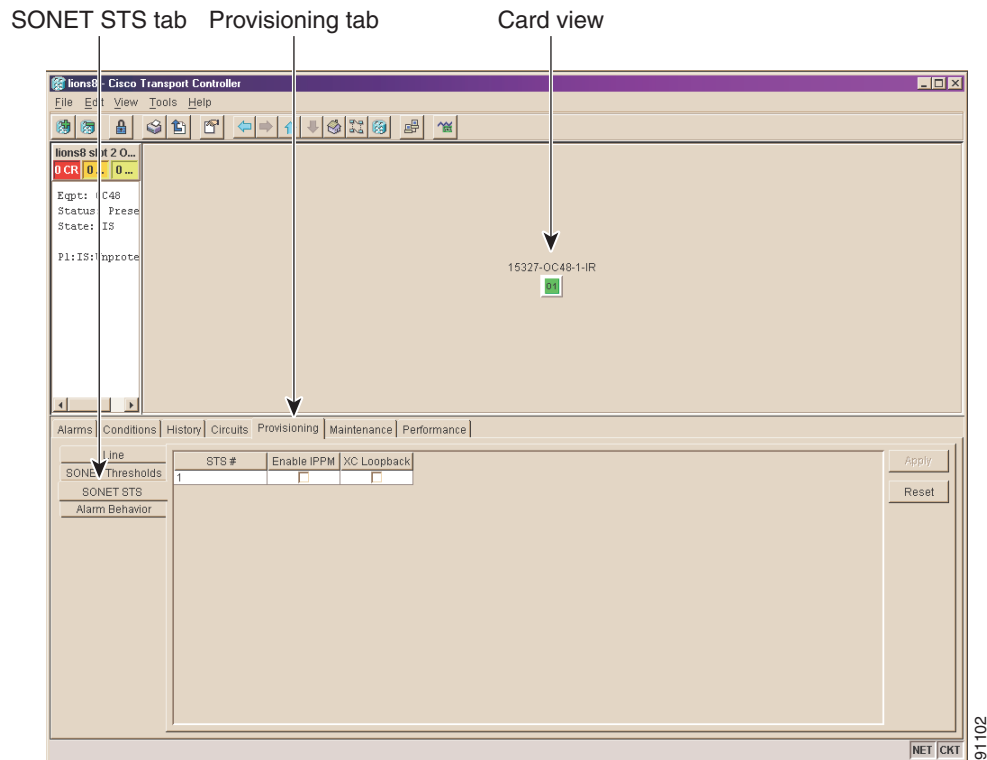 SONET STS tab Provisioning tab Card view
lions8 - Cisco Transport Controller
File Edit View Tools Help
lions8 slot 2 O...
0 CR 0 ... 0 ...
Eqpt: OC48
Status: Prese
State: IS
P1:IS:Unprote
15327-OC48-1-IR
01
Alarms Conditions History Circuits Provisioning Maintenance Performance
Line
SONET Thresholds
SONET STS
Alarm Behavior
STS # Enable IPPM XC Loopback
1
Apply
Reset
NET CKT
91102